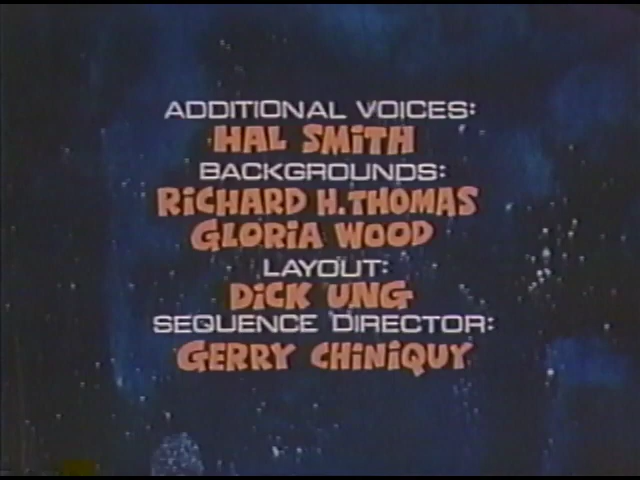 ADDITIONAL VOICES:
HAL SMiTH
BACKGROUNDS:
RiCHARD H. THOMAS
GLORiA WOOD
LAYOUT:
DiCK UNG
SEQUENCE DIRECTOR:
GERRY CHiNiQUY